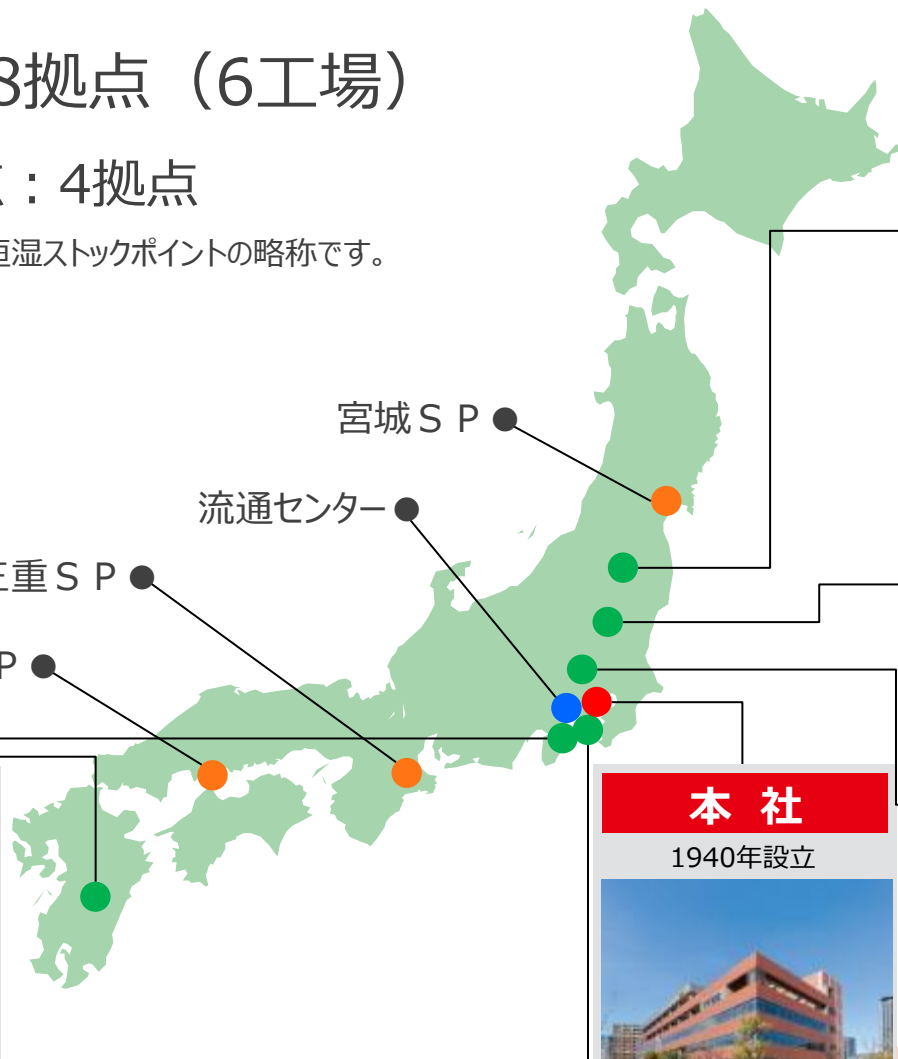 8拠点（6工場）
：4拠点
湿ストックポイントの略称です。
宮城ＳＰ
流通センター
重ＳＰ
Ｐ
本 社
1940年設立